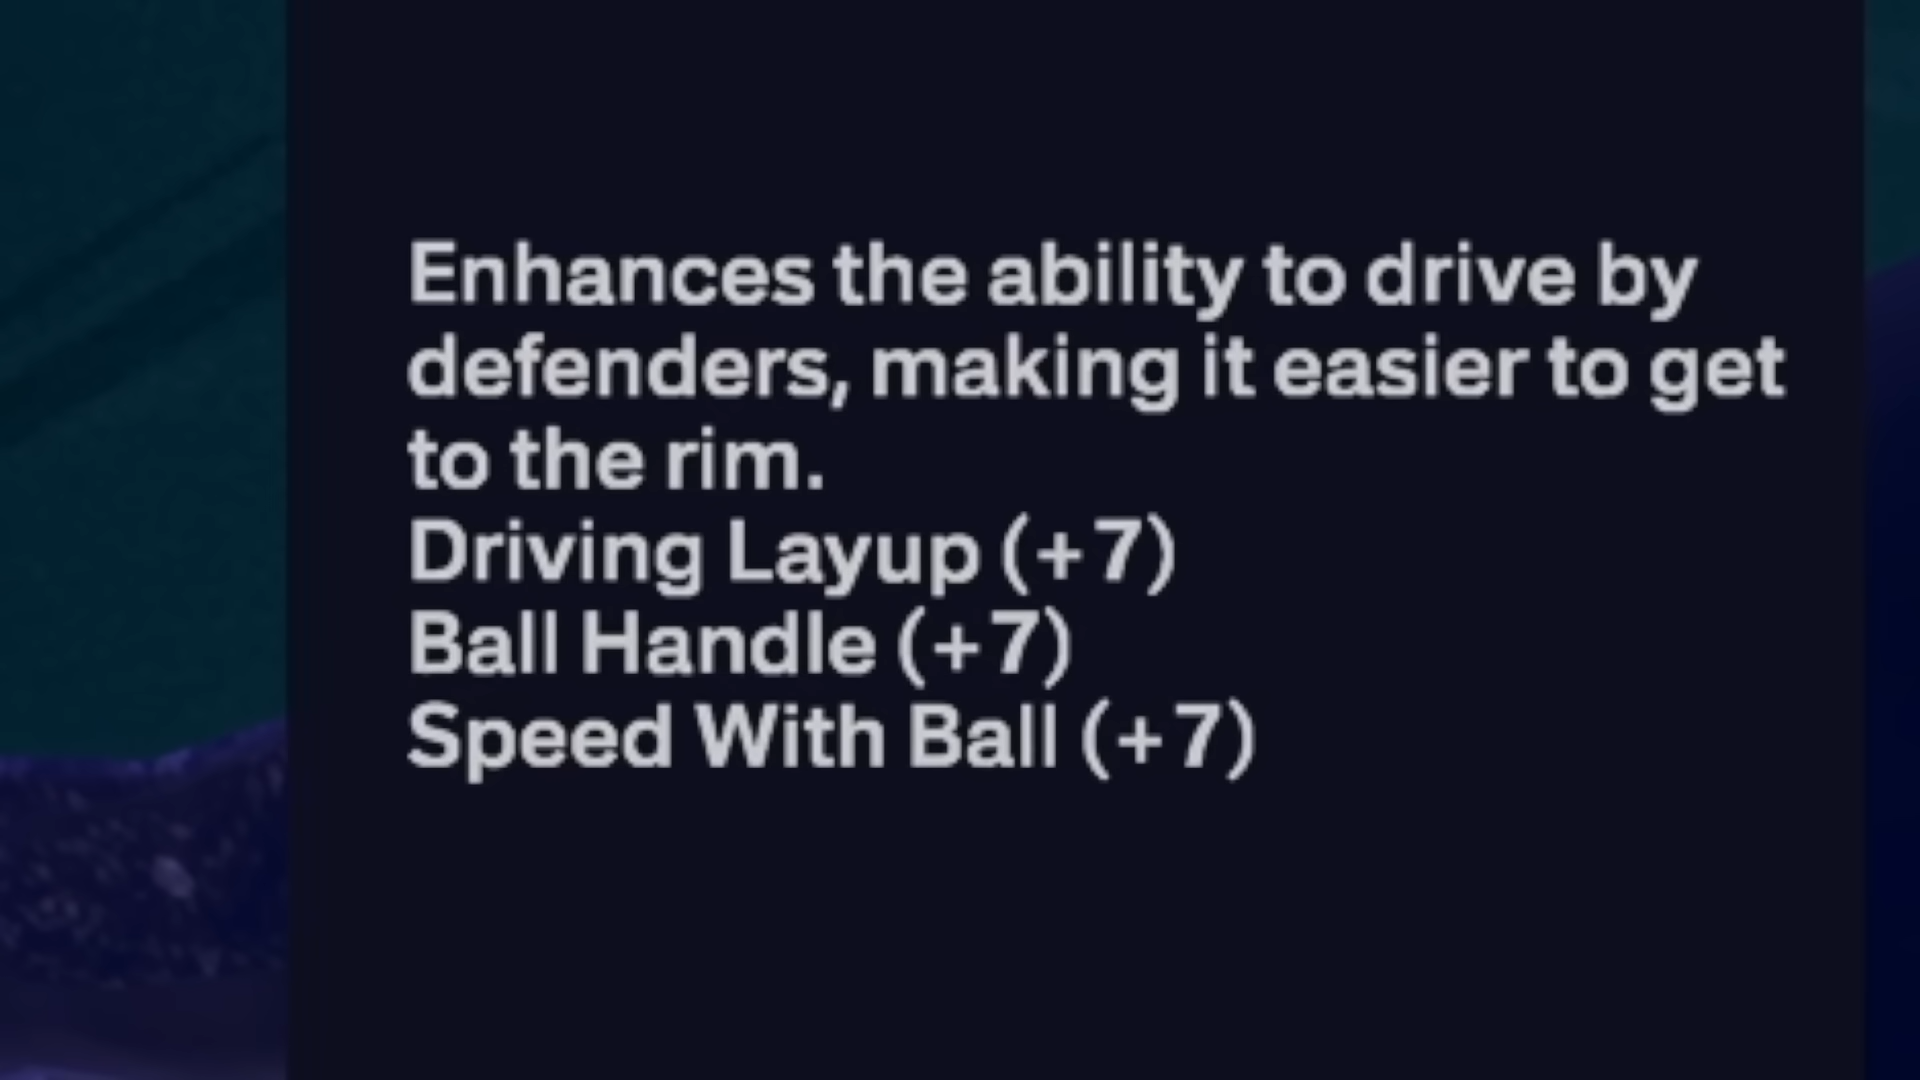 Enhances the ability to drive by
defenders, making it easier to get
to the rim.
Driving Layup (+7)
Ball Handle (+7)
Speed With Ball (+7)